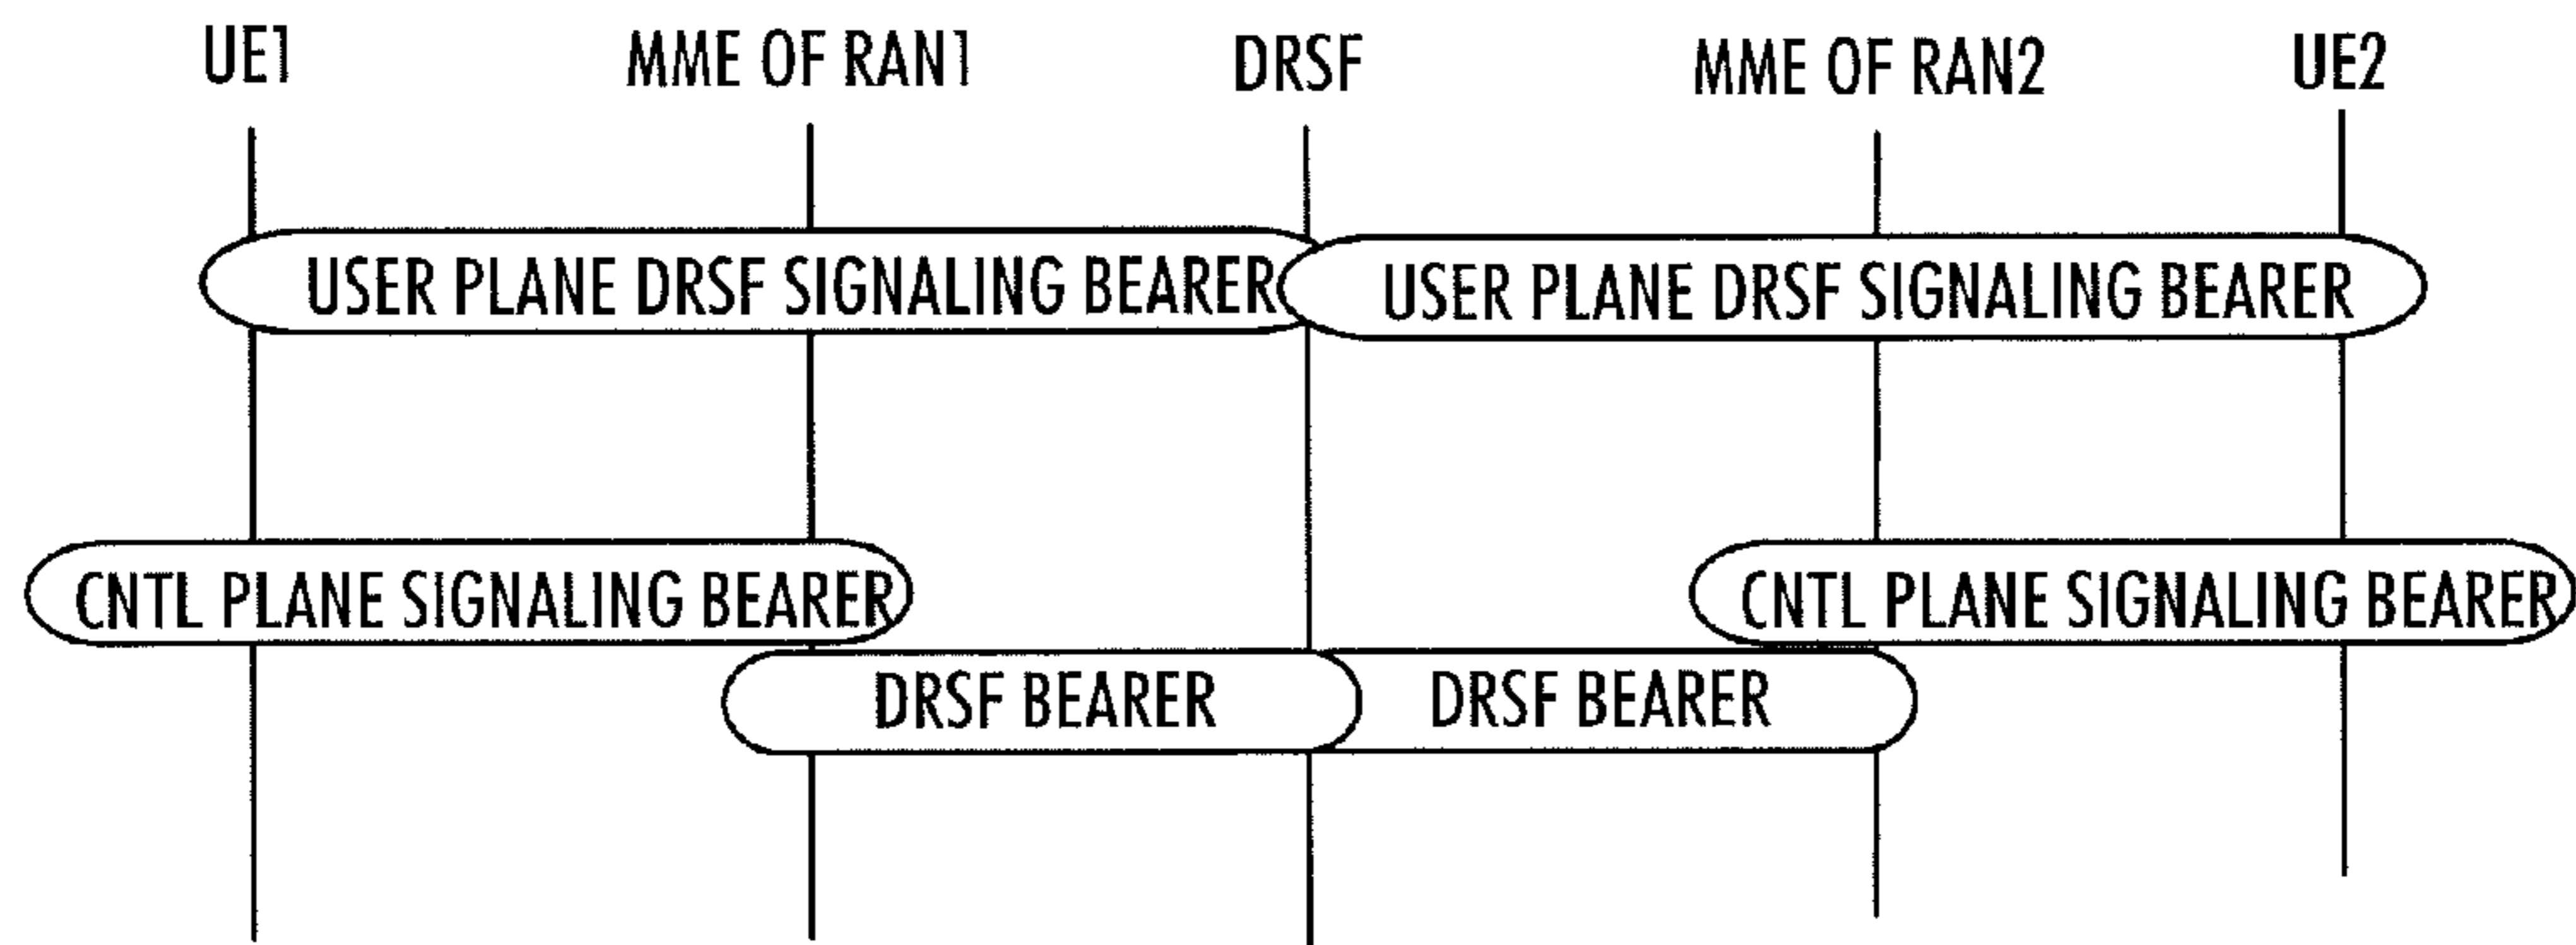 UE1
MME OF RAN1
DRSF
MME OF RAN2
UE2
USER PLANE DRSF SIGNALING BEARER
USER PLANE DRSF SIGNALING BEARER
CNTL PLANE SIGNALING BEARER
CNTL PLANE SIGNALING BEARER
DRSF BEARER
DRSF BEARER